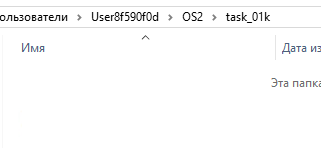 ользователи > User8f590f0d > OS2 > task_01k
Имя Дата из
Эта папка